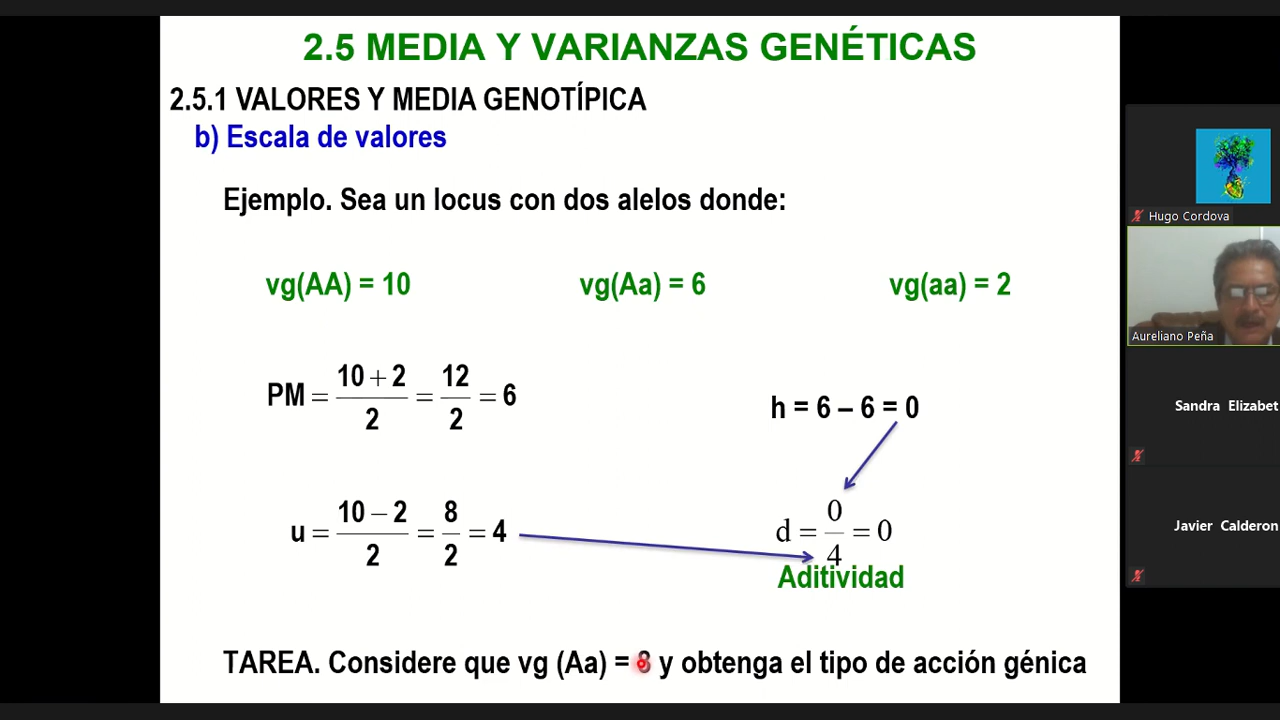 2.5 MEDIA Y VARIANZAS GENÉTICAS
2.5.1 VALORES Y MEDIA GENOTÍPICA
b) Escala de valores
Ejemplo. Sea un locus con dos alelos donde:
vg(AA) = 10 vg(Aa) = 6 vg(aa) = 2
PM = (10 + 2)/2 = 12/2 = 6
h = 6 – 6 = 0
u = (10 – 2)/2 = 8/2 = 4
d = 0/4 = 0
Aditividad
TAREA. Considere que vg (Aa) = 8 y obtenga el tipo de acción génica
Hugo Cordova
Aureliano Peña
Sandra Elizabet
Javier Calderon